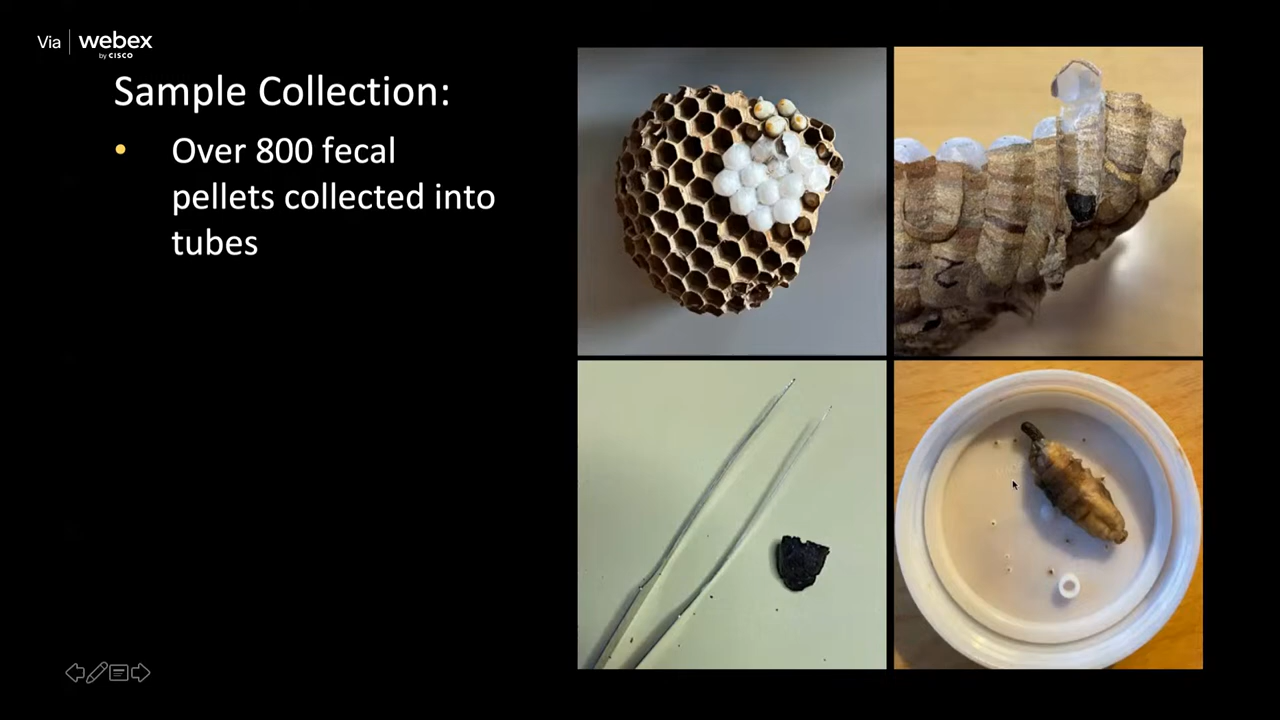 Via webex
by CISCO
Sample Collection:
• Over 800 fecal
pellets collected into
tubes